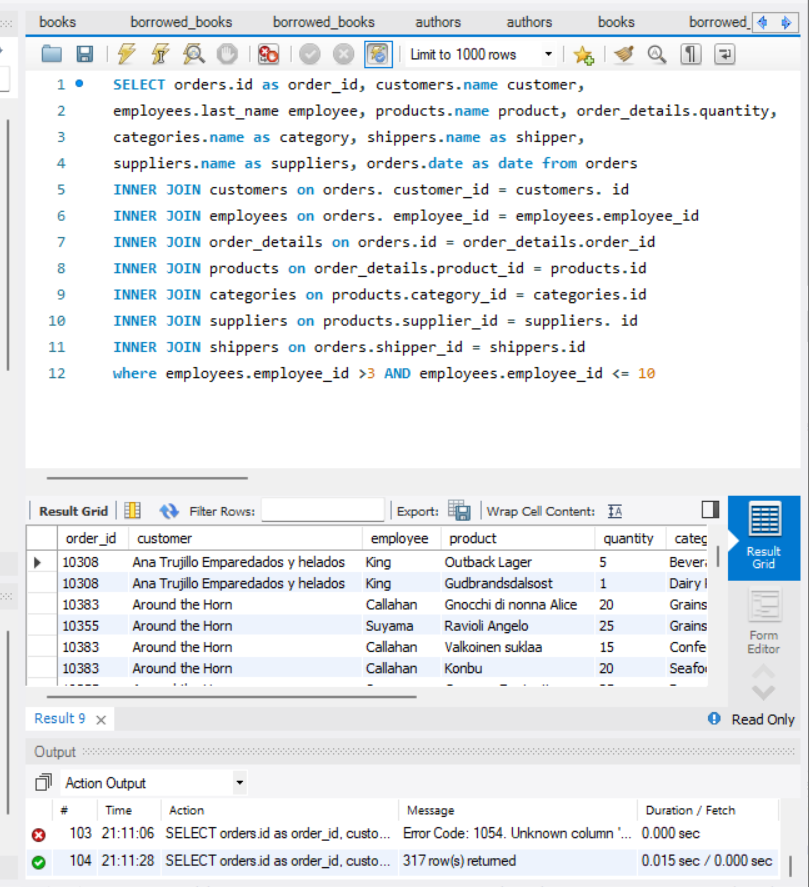 books borrowed_books borrowed_books authors authors books borrowed_
Limit to 1000 rows
1 SELECT orders.id as order_id, customers.name customer,
2 employees.last_name employee, products.name product, order_details.quantity,
3 categories.name as category, shippers.name as shipper,
4 suppliers.name as suppliers, orders.date as date from orders
5 INNER JOIN customers on orders. customer_id = customers. id
6 INNER JOIN employees on orders. employee_id = employees.employee_id
7 INNER JOIN order_details on orders.id = order_details.order_id
8 INNER JOIN products on order_details.product_id = products.id
9 INNER JOIN categories on products.category_id = categories.id
10 INNER JOIN suppliers on products.supplier_id = suppliers. id
11 INNER JOIN shippers on orders.shipper_id = shippers.id
12 where employees.employee_id >3 AND employees.employee_id <= 10
Result Grid Filter Rows: Export: Wrap Cell Content: IA
order_id customer employee product quantity categ
10308 Ana Trujillo Emparedados y helados King Outback Lager 5 Bever
10308 Ana Trujillo Emparedados y helados King Gudbrandsdalsost 1 Dairy
10383 Around the Horn Callahan Gnocchi di nonna Alice 20 Grains
10355 Around the Horn Suyama Ravioli Angelo 25 Grains
10383 Around the Horn Callahan Valkoinen suklaa 15 Confe
10383 Around the Horn Callahan Konbu 20 Seafo
Result
Grid
Form
Editor
Result 9 Read Only
Output
Action Output
# Time Action Message Duration / Fetch
103 21:11:06 SELECT orders.id as order_id, custo... Error Code: 1054. Unknown column '... 0.000 sec
104 21:11:28 SELECT orders.id as order_id, custo... 317 row(s) returned 0.015 sec / 0.000 sec